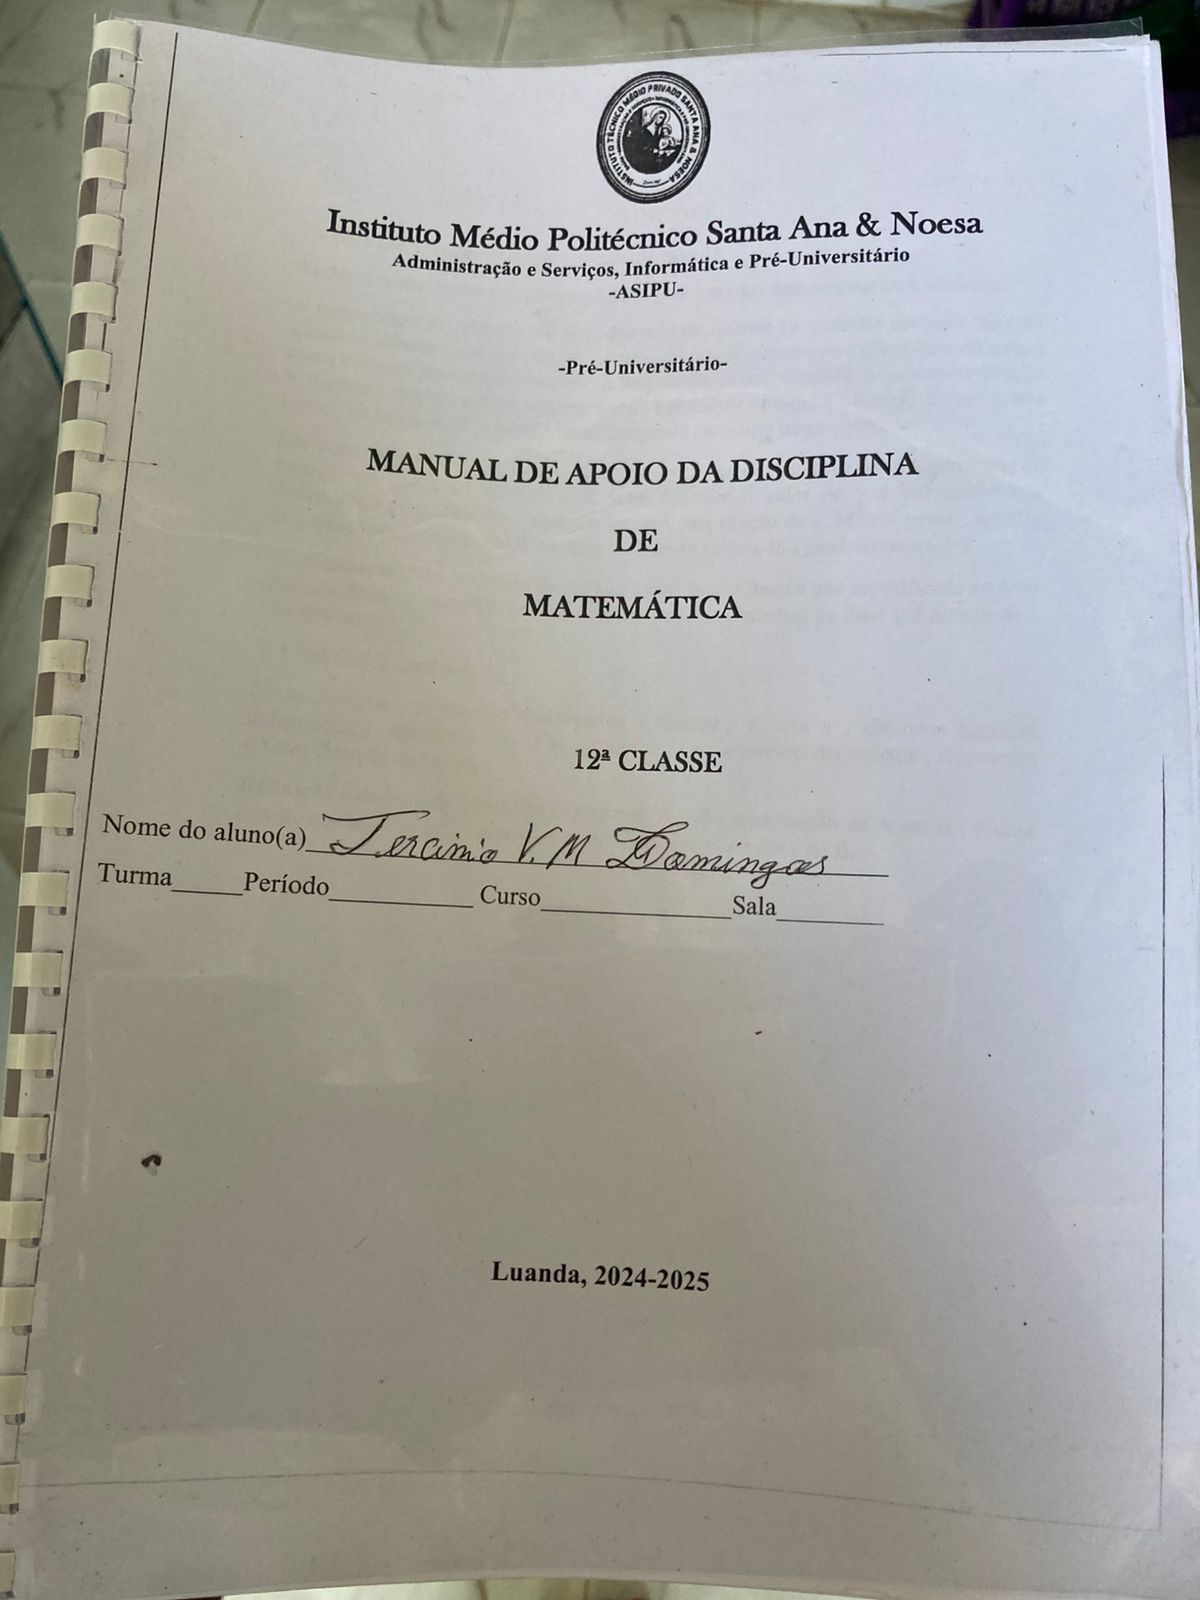 INSTITUTO TÉCNICO MÉDIO PRIVADO SANTA ANA & NOESA
Instituto Médio Politécnico Santa Ana & Noesa
Administração e Serviços, Informática e Pré-Universitário
-ASIPU-
-Pré-Universitário-
MANUAL DE APOIO DA DISCIPLINA
DE
MATEMÁTICA
12ª CLASSE
Nome do aluno(a) Tercinio V. M Domingos
Turma_____Período__________ Curso_____________Sala_______
Luanda, 2024-2025